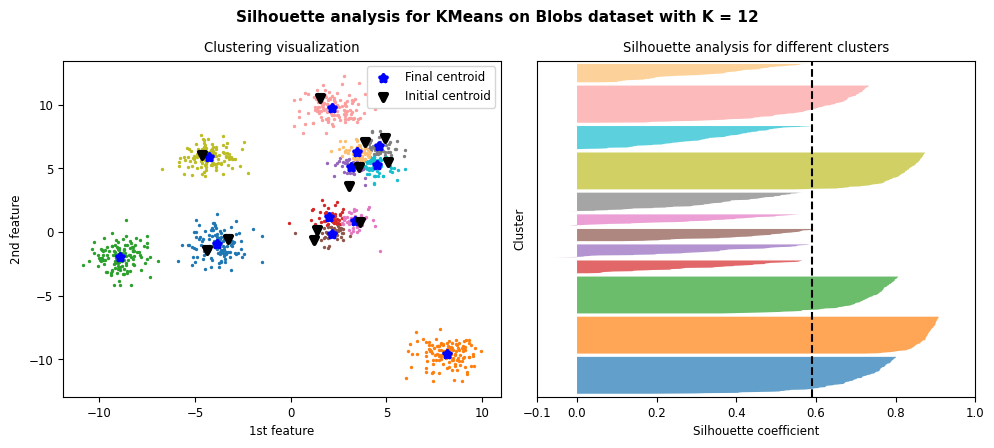 Silhouette analysis for KMeans on Blobs dataset with K = 12
Clustering visualization
Final centroid
Initial centroid
10
5
0
−5
−10
2nd feature
−10
−5
0
5
10
1st feature
Silhouette analysis for different clusters
Cluster
−0.1
0.0
0.2
0.4
0.6
0.8
1.0
Silhouette coefficient